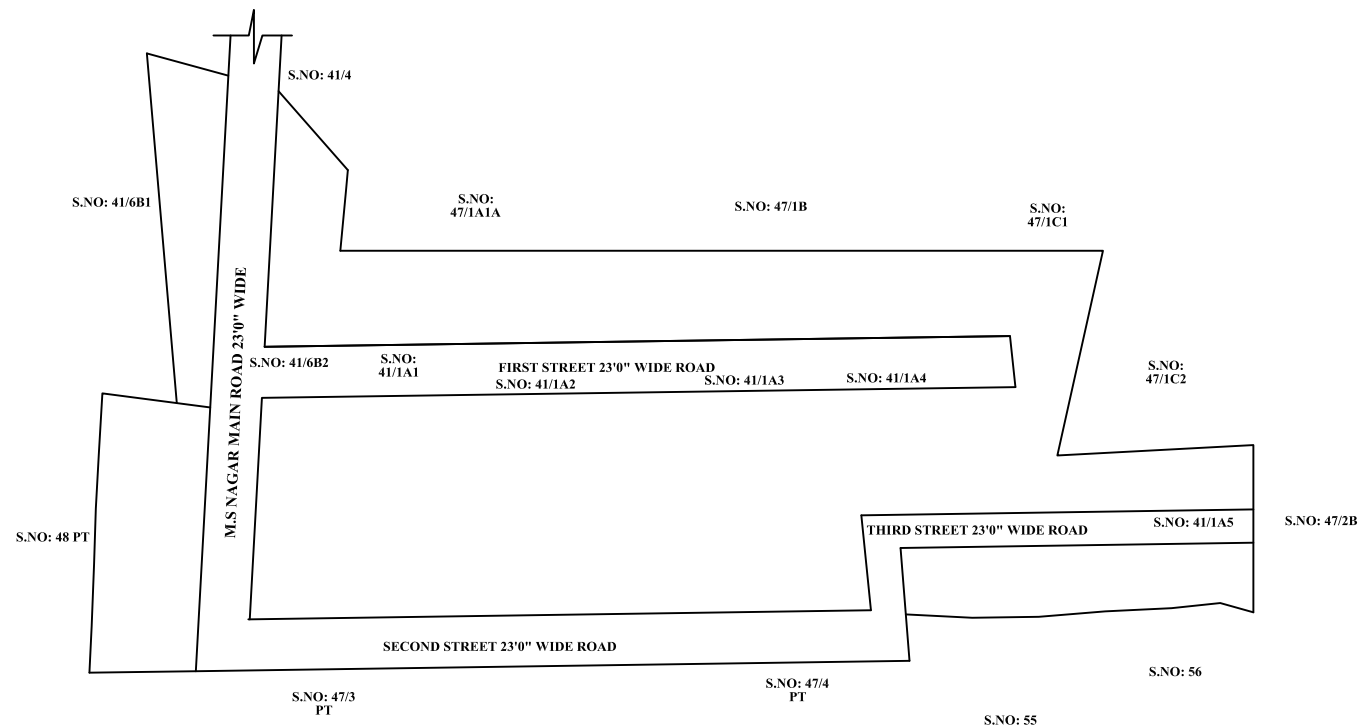 S.NO: 41/4
S.NO: 41/6B1
S.NO:
47/1A1A
S.NO: 47/1B
S.NO:
47/1C1
M.S NAGAR MAIN ROAD 23'0" WIDE
S.NO: 41/6B2
S.NO:
41/1A1
FIRST STREET 23'0" WIDE ROAD
S.NO: 41/1A2
S.NO: 41/1A3
S.NO: 41/1A4
S.NO:
47/1C2
S.NO: 48 PT
THIRD STREET 23'0" WIDE ROAD
S.NO: 41/1A5
S.NO: 47/2B
SECOND STREET 23'0" WIDE ROAD
S.NO: 47/3
PT
S.NO: 47/4
PT
S.NO: 56
S.NO: 55